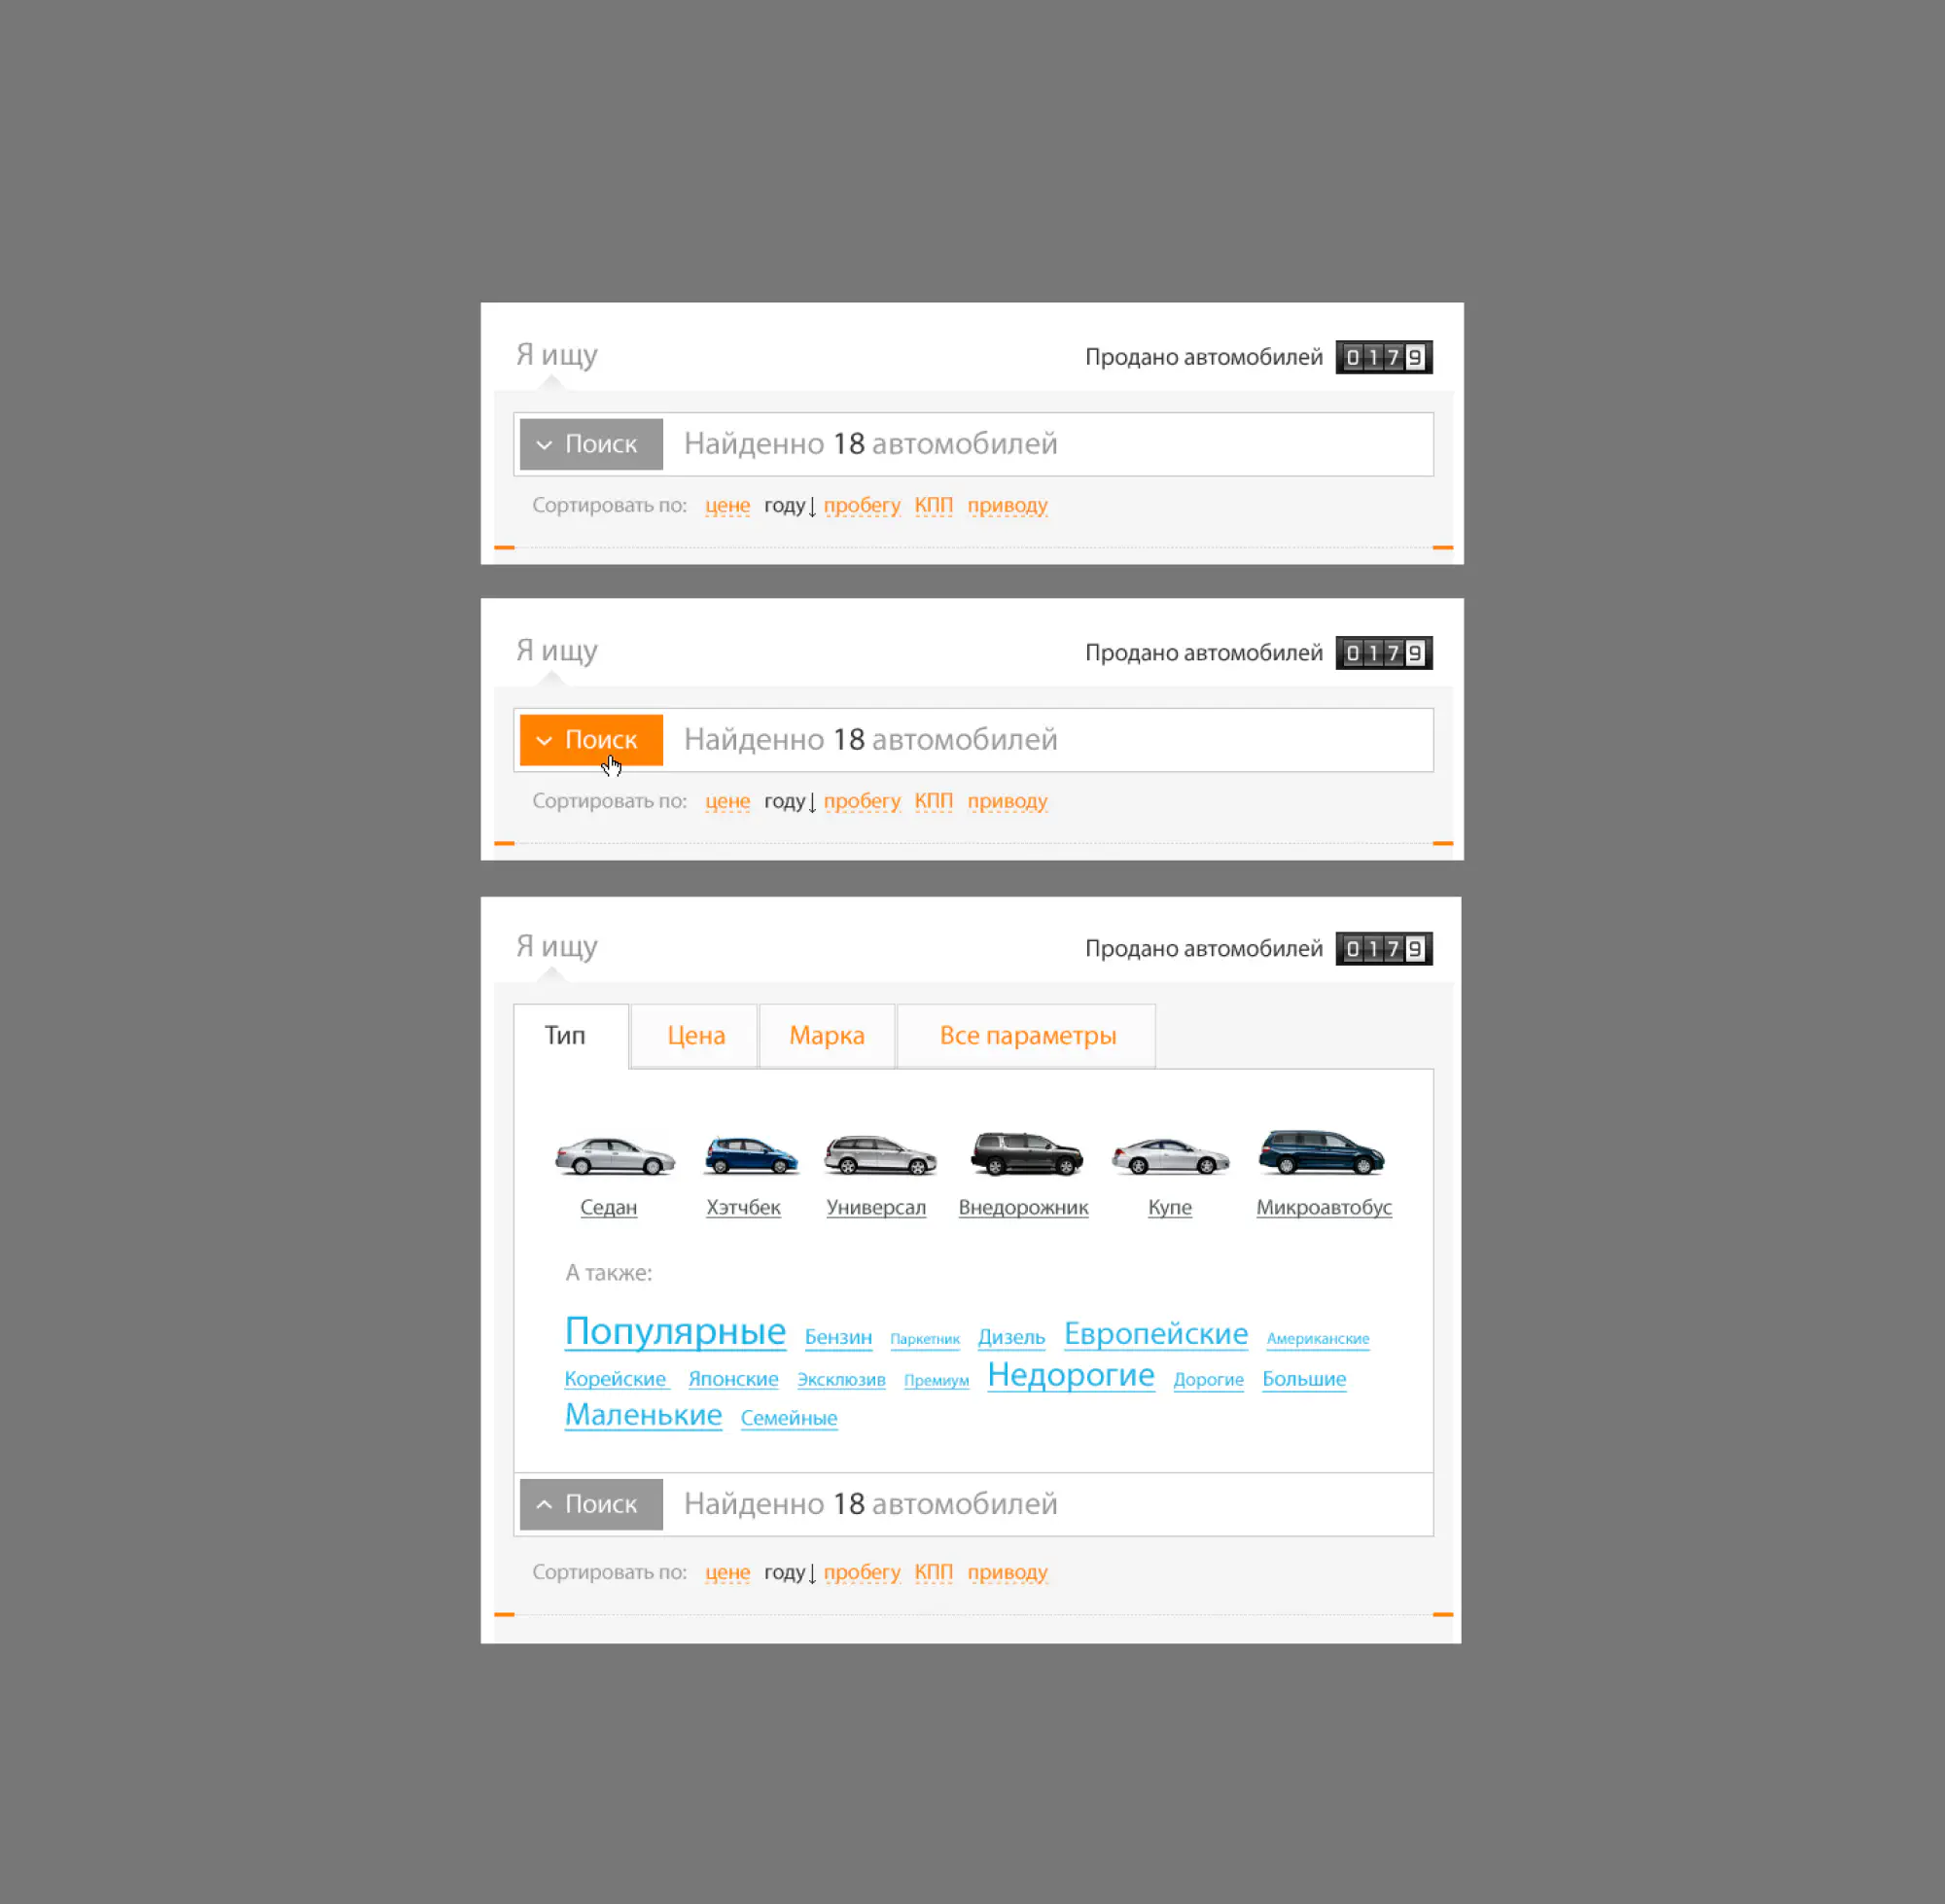 Я ищу
Продано автомобилей 0179
Поиск Найденно 18 автомобилей
Сортировать по: цене году↓ пробегу КПП приводу
Я ищу
Продано автомобилей 0179
Поиск Найденно 18 автомобилей
Сортировать по: цене году↓ пробегу КПП приводу
Я ищу
Продано автомобилей 0179
Тип Цена Марка Все параметры
Седан Хэтчбек Универсал Внедорожник Купе Микроавтобус
А также:
Популярные Бензин Паркетник Дизель Европейские Американские
Корейские Японские Эксклюзив Премиум Недорогие Дорогие Большие
Маленькие Семейные
Поиск Найденно 18 автомобилей
Сортировать по: цене году↓ пробегу КПП приводу